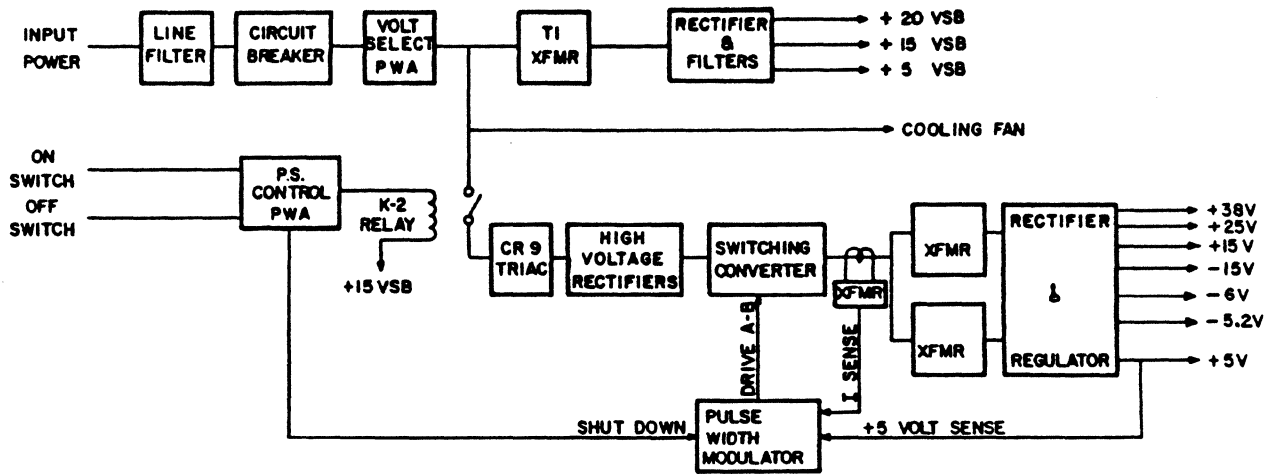 INPUT
POWER
LINE
FILTER
CIRCUIT
BREAKER
VOLT
SELECT
PWA
T1
XFMR
RECTIFIER
&
FILTERS
+ 20 VSB
+ 15 VSB
+ 5 VSB
COOLING FAN
ON
SWITCH
OFF
SWITCH
P.S.
CONTROL
PWA
K-2
RELAY
+15 VSB
CR 9
TRIAC
HIGH
VOLTAGE
RECTIFIERS
SWITCHING
CONVERTER
XFMR
XFMR
XFMR
RECTIFIER
&
REGULATOR
+38V
+25V
+15V
-15V
-6V
-5.2V
+5V
DRIVE A-B
I SENSE
SHUT DOWN
PULSE
WIDTH
MODULATOR
+5 VOLT SENSE